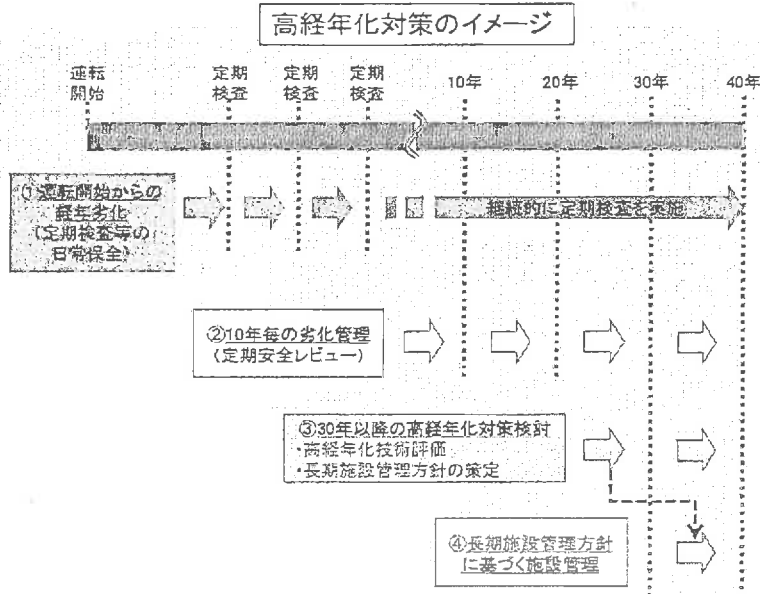 高経年化対策のイメージ
運転
開始
定期
検査
定期
検査
定期
検査
10年
20年
30年
40年
①運転開始からの
経年劣化
(定期検査等の
日常保全)
継続的に定期検査を実施
②10年毎の劣化管理
(定期安全レビュー)
③30年以降の高経年化対策検討
・高経年化技術評価
・長期施設管理方針の策定
④長期施設管理方針
に基づく施設管理